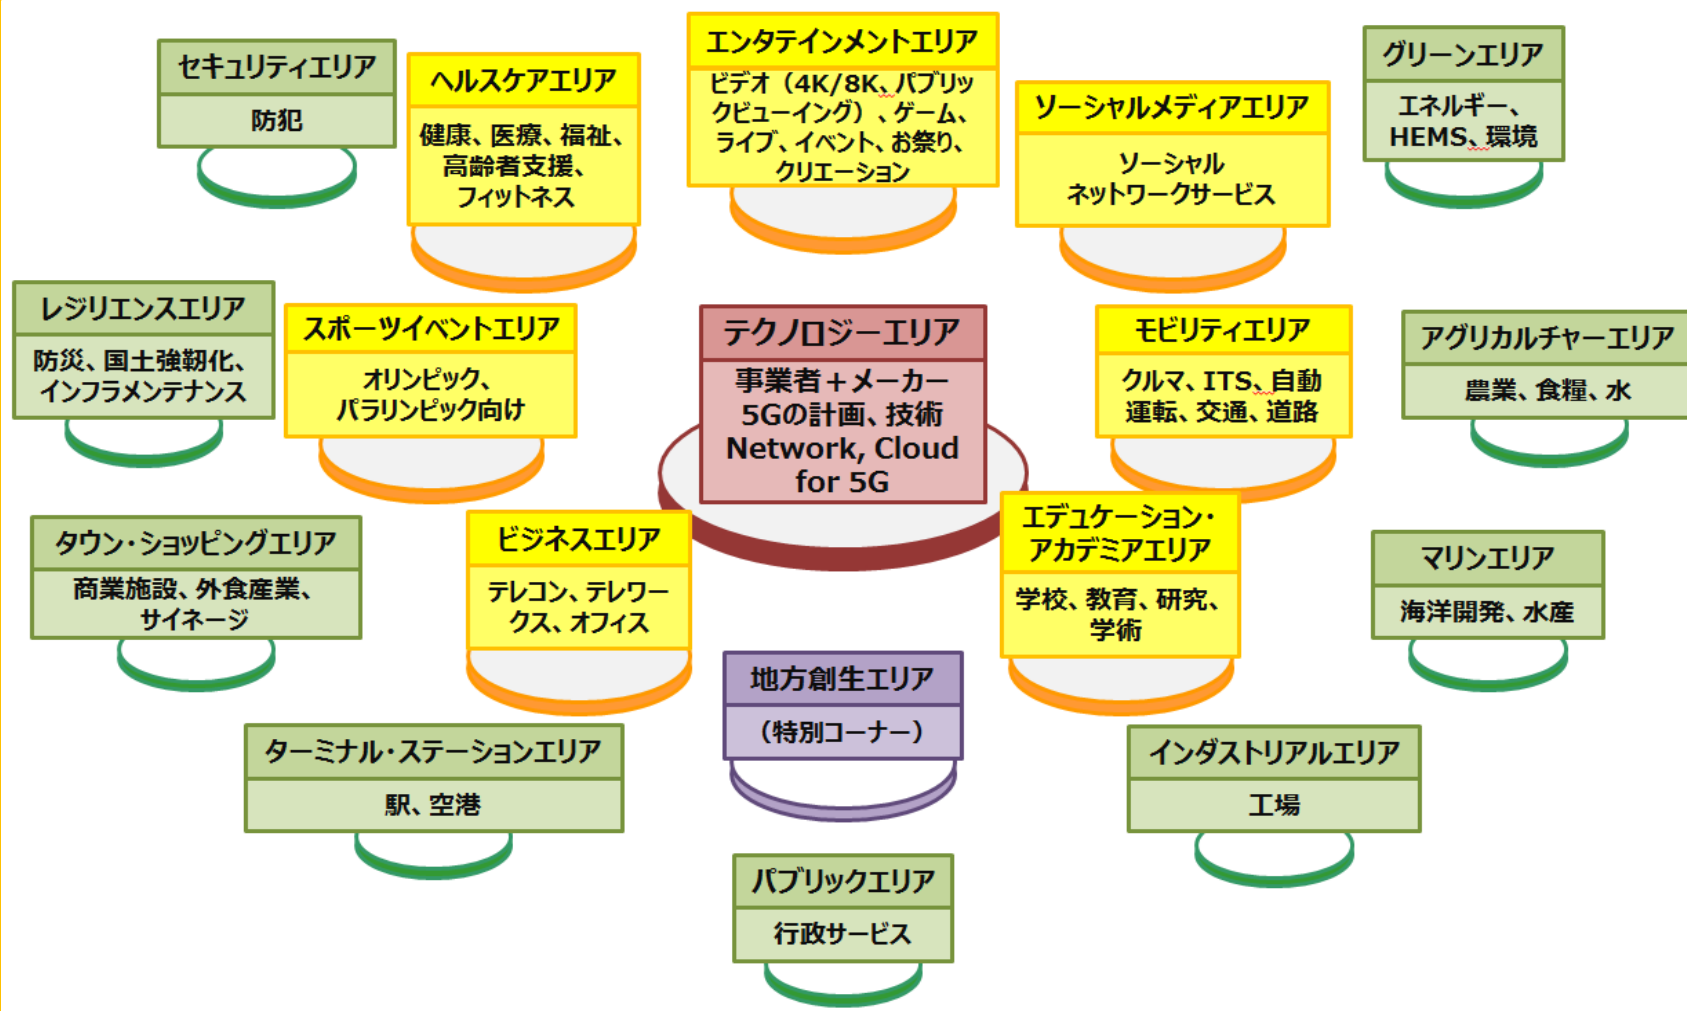 セキュリティエリア
防犯
ヘルスケアエリア
健康、医療、福祉、
高齢者支援、
フィットネス
エンタテインメントエリア
ビデオ（4K/8K、パブリッ
クビューイング）、ゲーム、
ライブ、イベント、お祭り、
クリエーション
ソーシャルメディアエリア
ソーシャル
ネットワークサービス
グリーンエリア
エネルギー、
HEMS、環境
レジリエンスエリア
防災、国土強靭化、
インフラメンテナンス
スポーツイベントエリア
オリンピック、
パラリンピック向け
テクノロジーエリア
事業者＋メーカー
5Gの計画、技術
Network, Cloud
for 5G
モビリティエリア
クルマ、ITS、自動
運転、交通、道路
アグリカルチャーエリア
農業、食糧、水
タウン・ショッピングエリア
商業施設、外食産業、
サイネージ
ビジネスエリア
テレコン、テレワー
クス、オフィス
エデュケーション・
アカデミアエリア
学校、教育、研究、
学術
マリンエリア
海洋開発、水産
地方創生エリア
（特別コーナー）
ターミナル・ステーションエリア
駅、空港
インダストリアルエリア
工場
パブリックエリア
行政サービス